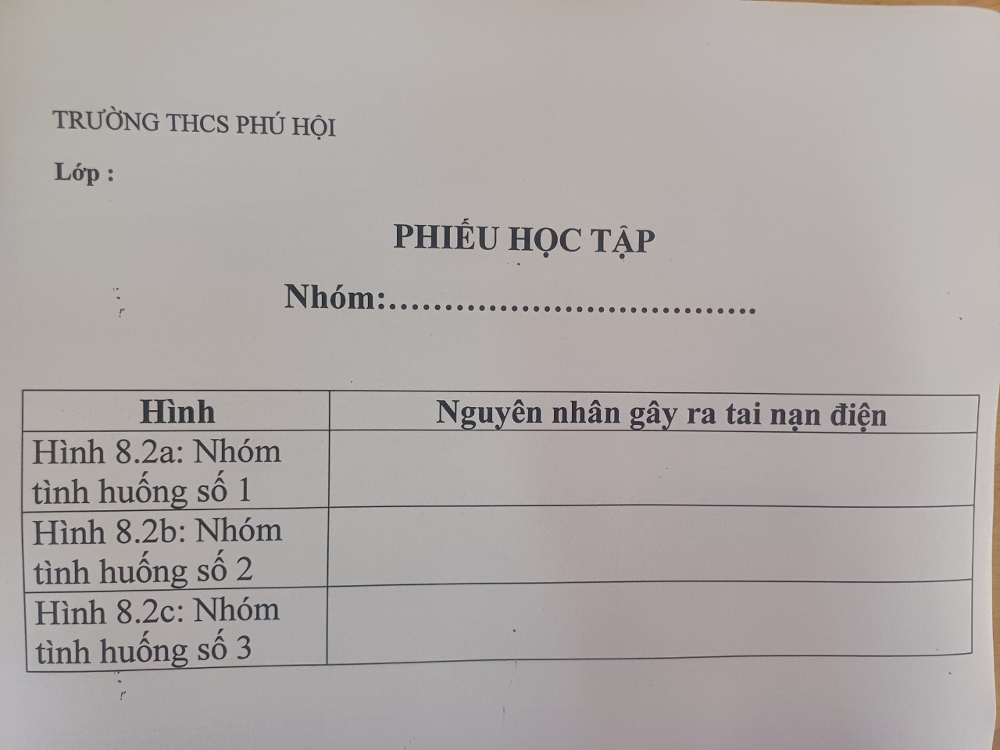 TRƯỜNG THCS PHÚ HỘI
Lớp :
PHIẾU HỌC TẬP
Nhóm:.................................
Hình
Nguyên nhân gây ra tai nạn điện
Hình 8.2a: Nhóm
tình huống số 1
Hình 8.2b: Nhóm
tình huống số 2
Hình 8.2c: Nhóm
tình huống số 3